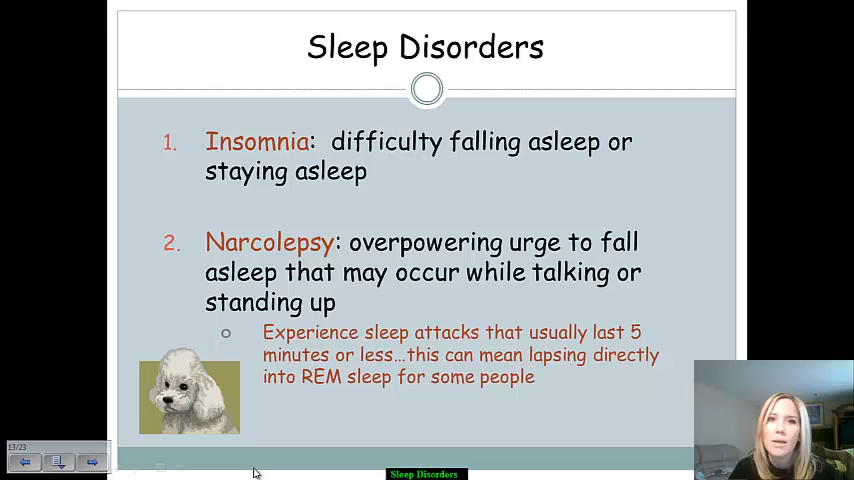 Sleep Disorders
1. Insomnia: difficulty falling asleep or
staying asleep
2. Narcolepsy: overpowering urge to fall
asleep that may occur while talking or
standing up
Experience sleep attacks that usually last 5
minutes or less…this can mean lapsing directly
into REM sleep for some people
13/23
Sleep Disorders